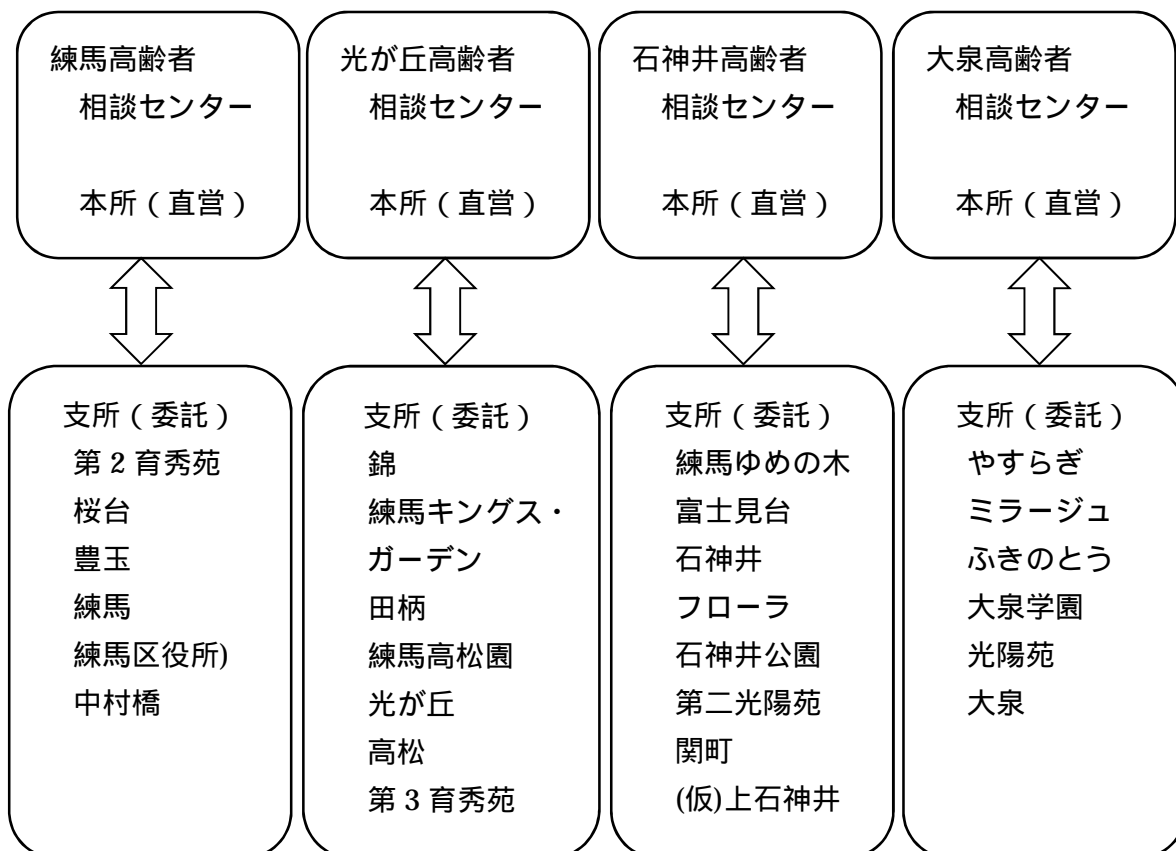 練馬高齢者
相談センター
本所（直営）
光が丘高齢者
相談センター
本所（直営）
石神井高齢者
相談センター
本所（直営）
大泉高齢者
相談センター
本所（直営）
支所（委託）
第２育秀苑
桜台
豊玉
練馬
練馬区役所)
中村橋
支所（委託）
錦
練馬キングス・
ガーデン
田柄
練馬高松園
光が丘
高松
第３育秀苑
支所（委託）
練馬ゆめの木
富士見台
石神井
フローラ
石神井公園
第二光陽苑
関町
(仮)上石神井
支所（委託）
やすらぎ
ミラージュ
ふきのとう
大泉学園
光陽苑
大泉